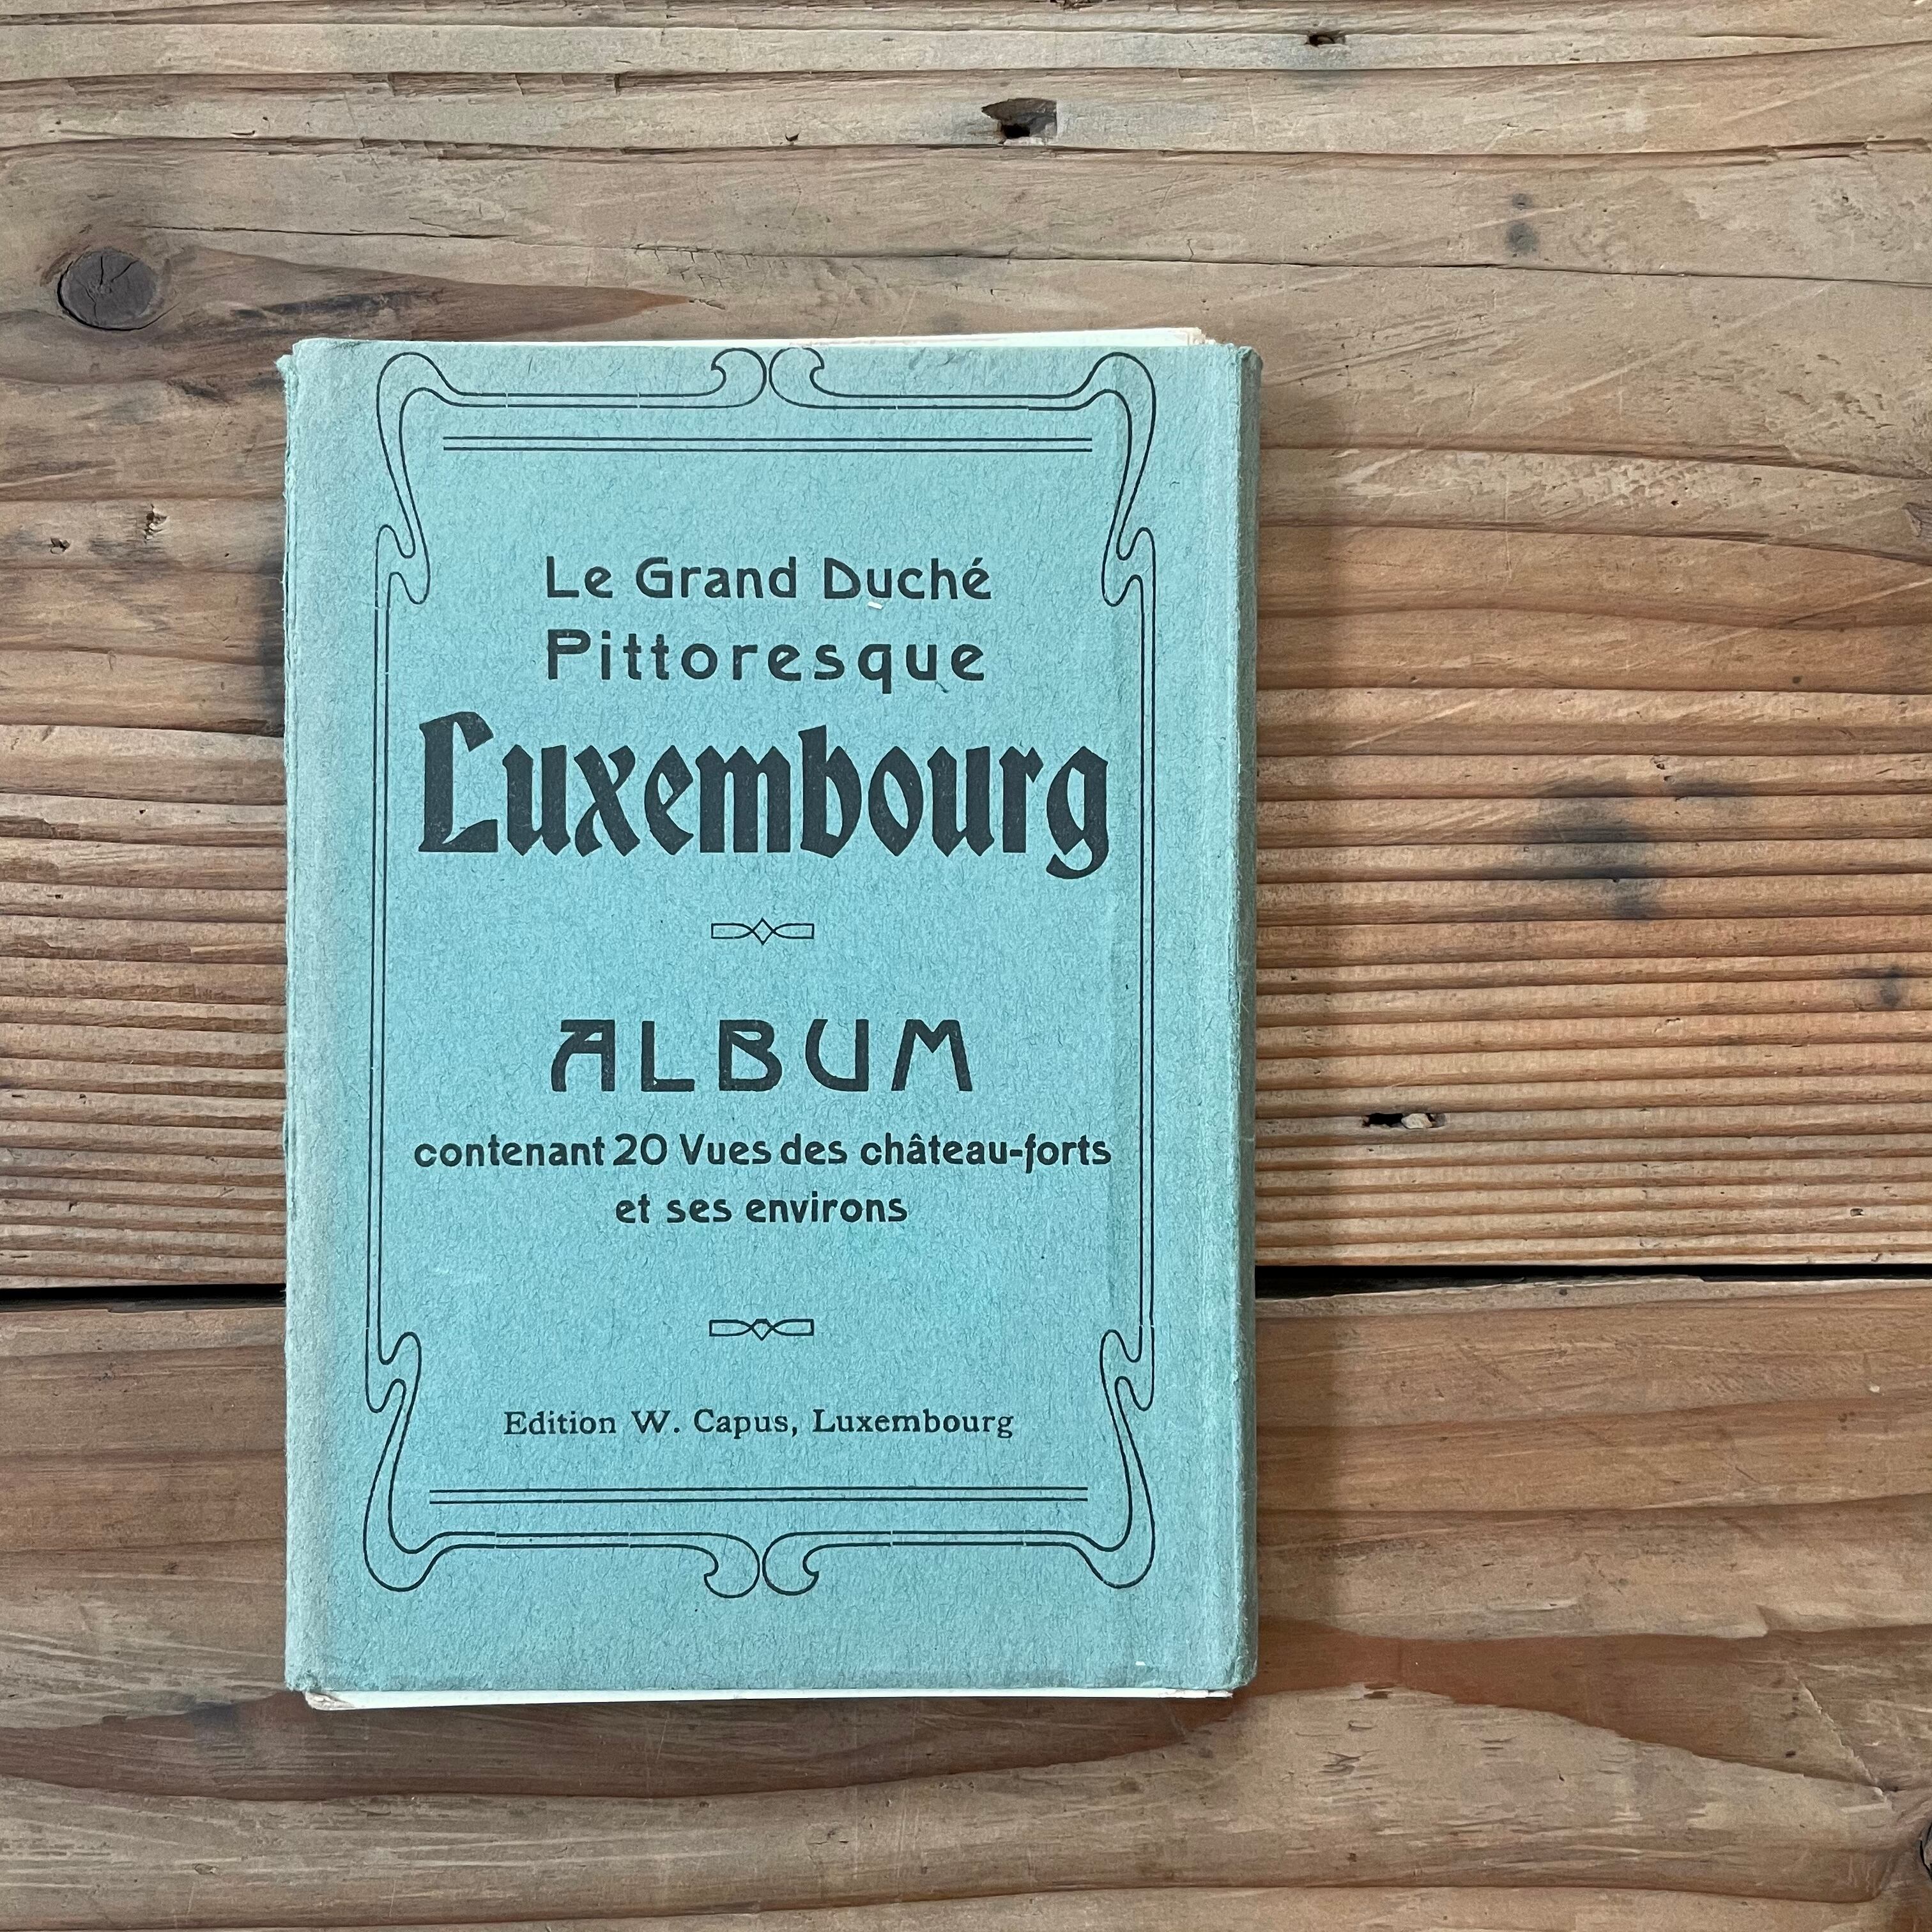 Le Grand Duché
Pittoresque
Luxembourg
ALBUM
contenant 20 Vues des château-forts
et ses environs
Edition W. Capus, Luxembourg